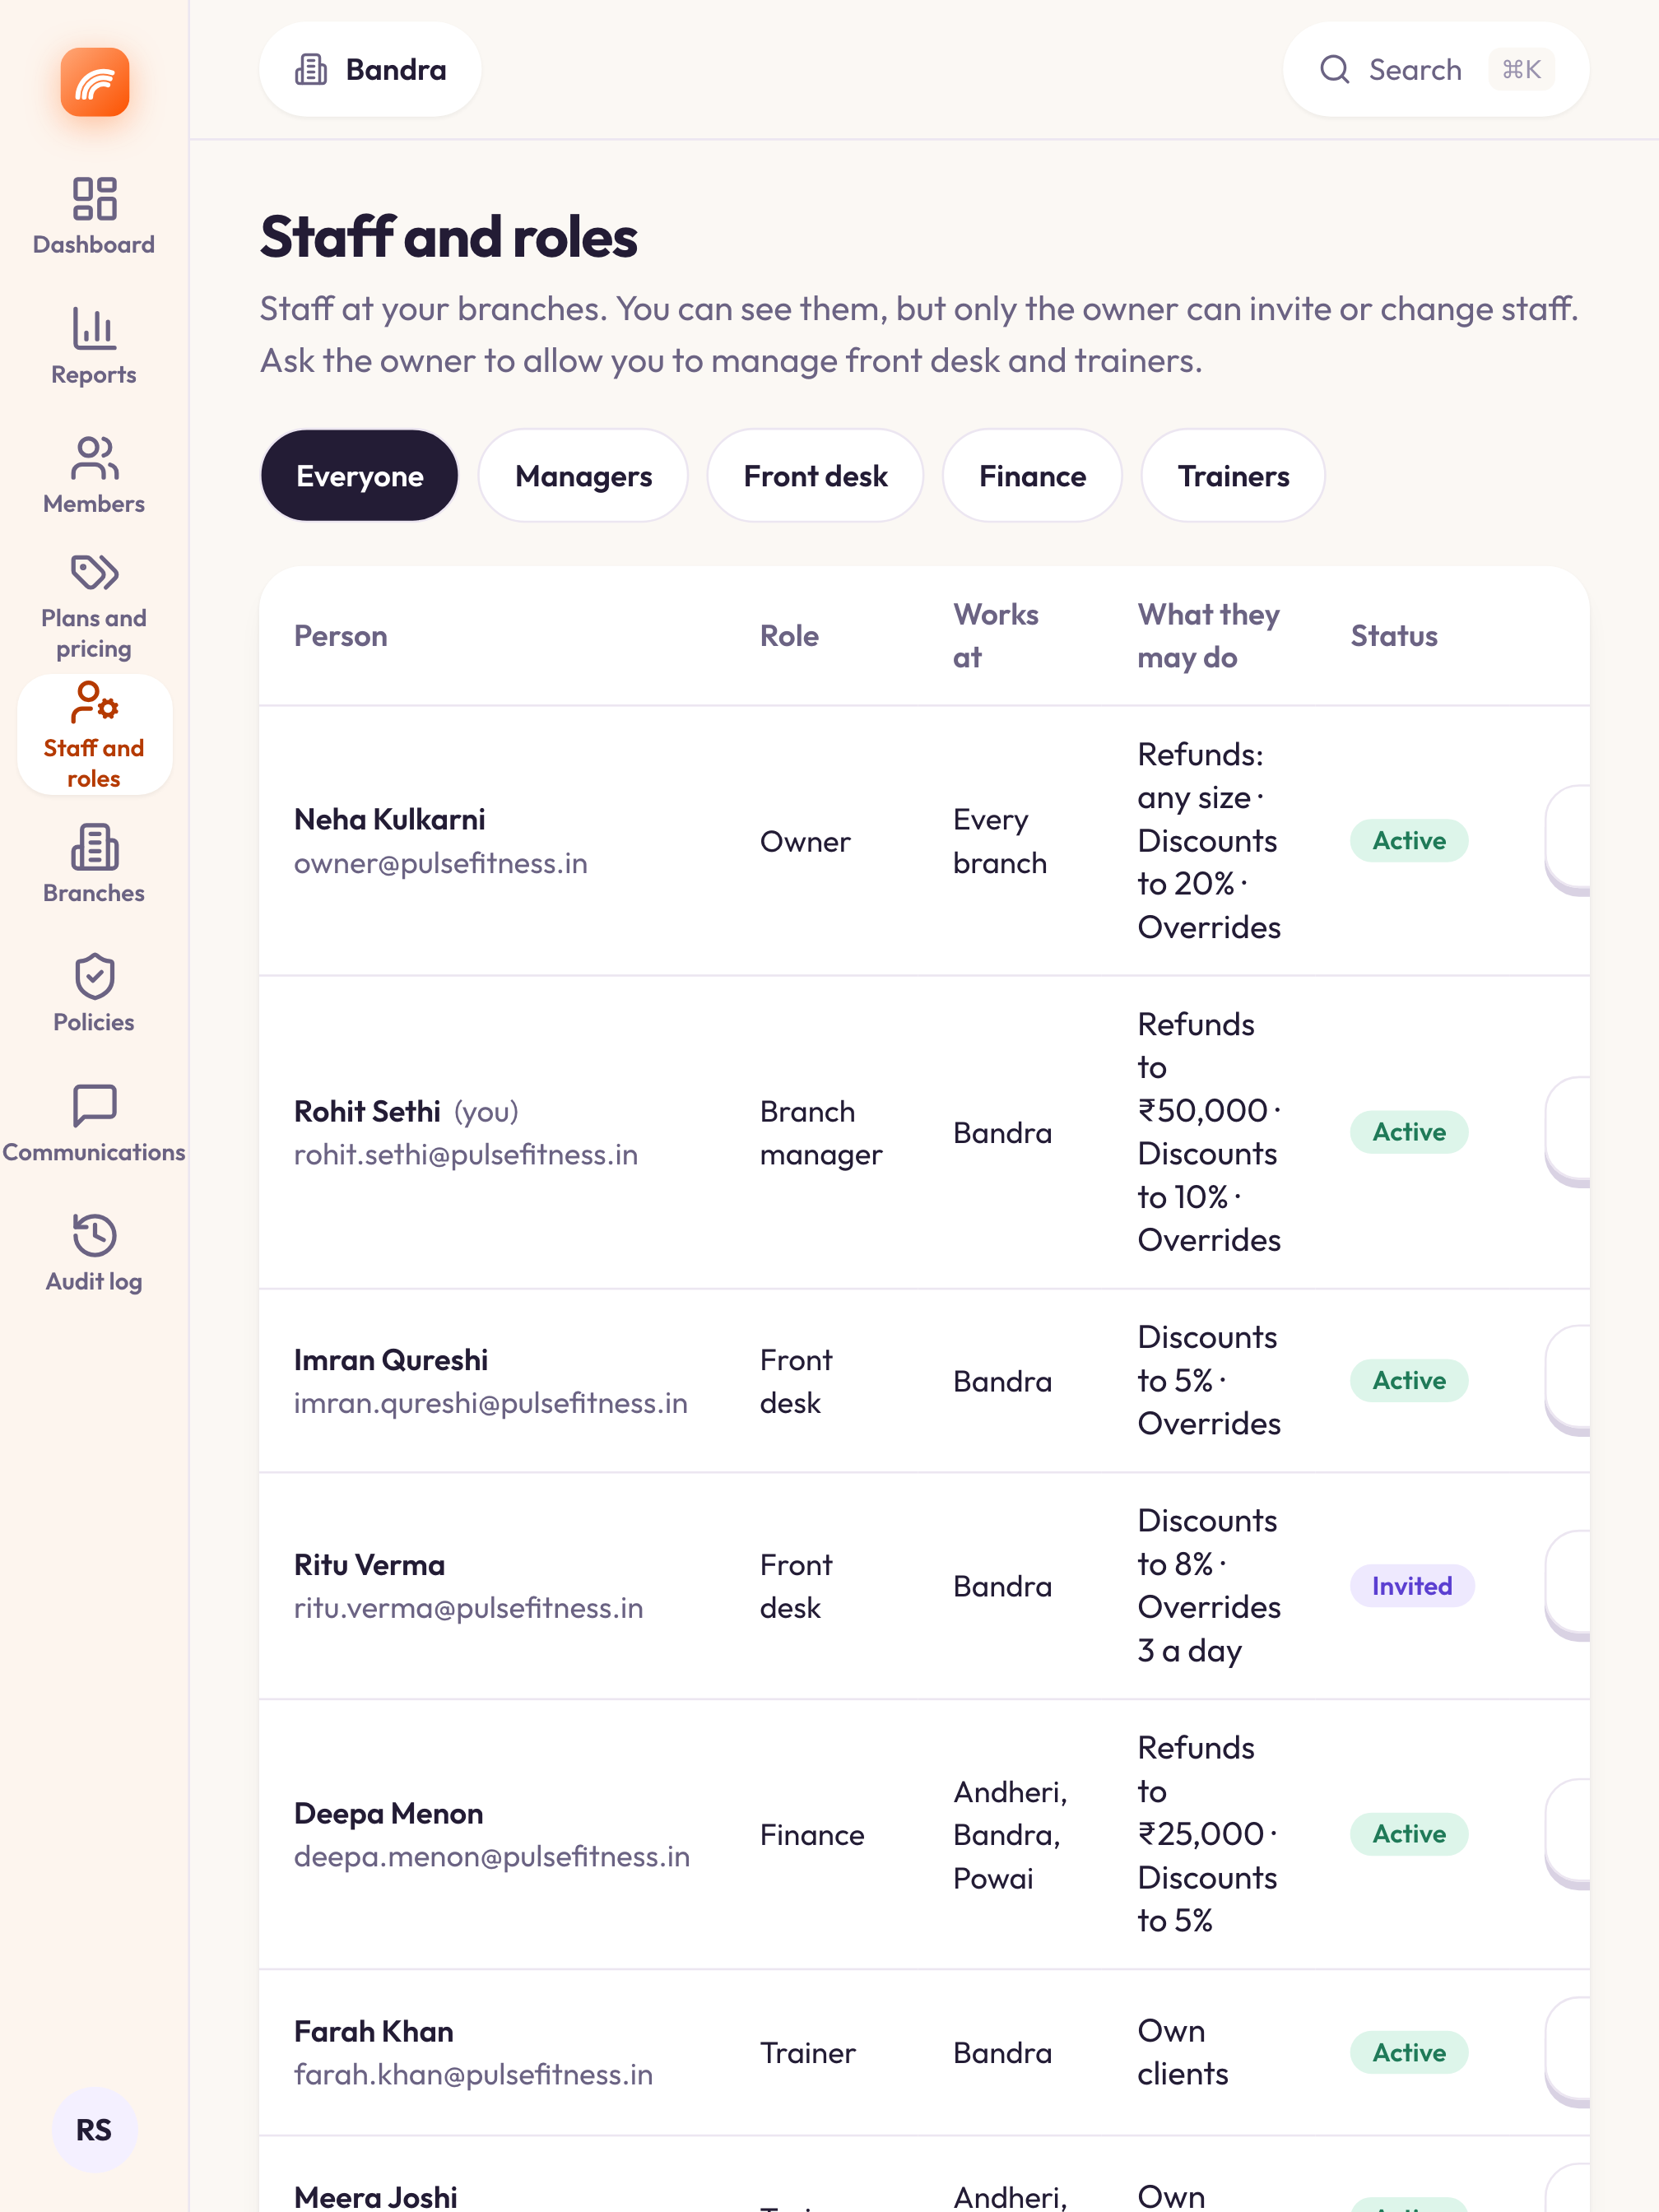 Bandra
Search ⌘K
Dashboard
Reports
Members
Plans and
pricing
Staff and
roles
Branches
Policies
Communications
Audit log
RS
Staff and roles
Staff at your branches. You can see them, but only the owner can invite or change staff.
Ask the owner to allow you to manage front desk and trainers.
Everyone
Managers
Front desk
Finance
Trainers
Person
Role
Works
at
What they
may do
Status
Neha Kulkarni
owner@pulsefitness.in
Owner
Every
branch
Refunds:
any size ·
Discounts
to 20% ·
Overrides
Active
Rohit Sethi (you)
rohit.sethi@pulsefitness.in
Branch
manager
Bandra
Refunds
to
₹50,000 ·
Discounts
to 10% ·
Overrides
Active
Imran Qureshi
imran.qureshi@pulsefitness.in
Front
desk
Bandra
Discounts
to 5% ·
Overrides
Active
Ritu Verma
ritu.verma@pulsefitness.in
Front
desk
Bandra
Discounts
to 8% ·
Overrides
3 a day
Invited
Deepa Menon
deepa.menon@pulsefitness.in
Finance
Andheri,
Bandra,
Powai
Refunds
to
₹25,000 ·
Discounts
to 5%
Active
Farah Khan
farah.khan@pulsefitness.in
Trainer
Bandra
Own
clients
Active
Meera Joshi
Andheri,
Own